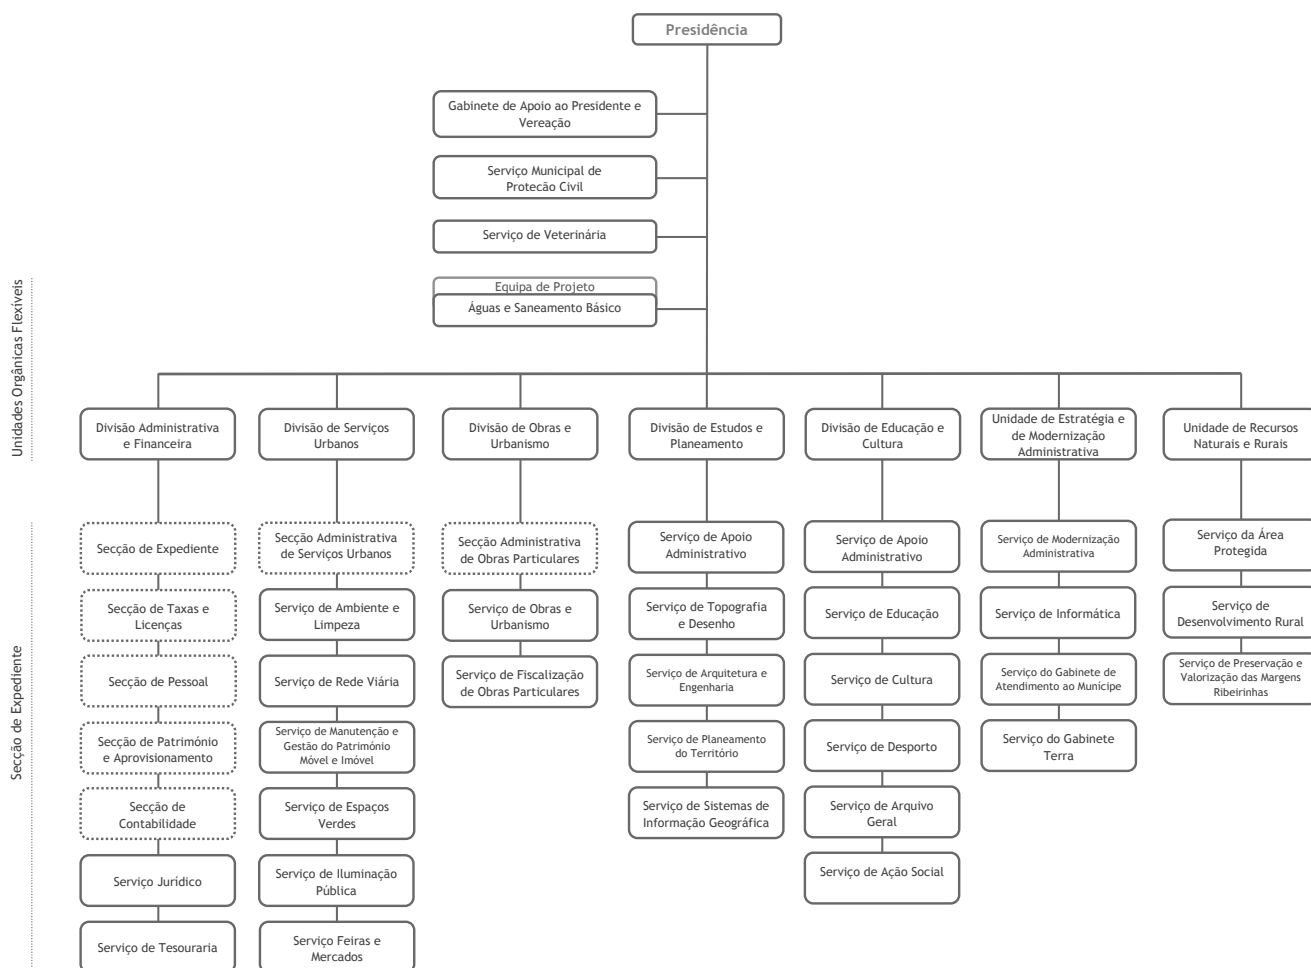 Presidência
Gabinete de Apoio ao Presidente e
Vereação
Serviço Municipal de
Protecão Civil
Serviço de Veterinária
Equipa de Projeto
Águas e Saneamento Básico
Unidades Orgânicas Flexíveis
Divisão Administrativa
e Financeira
Divisão de Serviços
Urbanos
Divisão de Obras e
Urbanismo
Divisão de Estudos e
Planeamento
Divisão de Educação e
Cultura
Unidade de Estratégia e
de Modernização
Administrativa
Unidade de Recursos
Naturais e Rurais
Secção de Expediente
Secção de Expediente
Secção de Taxas e
Licenças
Secção de Pessoal
Secção de Património
e Aprovisionamento
Secção de
Contabilidade
Serviço Jurídico
Serviço de Tesouraria
Secção Administrativa
de Serviços Urbanos
Serviço de Ambiente e
Limpeza
Serviço de Rede Viária
Serviço de Manutenção e
Gestão do Património
Móvel e Imóvel
Serviço de Espaços
Verdes
Serviço de Iluminação
Pública
Serviço Feiras e
Mercados
Secção Administrativa
de Obras Particulares
Serviço de Obras e
Urbanismo
Serviço de Fiscalização
de Obras Particulares
Serviço de Apoio
Administrativo
Serviço de Topografia
e Desenho
Serviço de Arquitetura e
Engenharia
Serviço de Planeamento
do Território
Serviço de Sistemas de
Informação Geográfica
Serviço de Apoio
Administrativo
Serviço de Educação
Serviço de Cultura
Serviço de Desporto
Serviço de Arquivo
Geral
Serviço de Ação Social
Serviço de Modernização
Administrativa
Serviço de Informática
Serviço do Gabinete de
Atendimento ao Munícipe
Serviço do Gabinete
Terra
Serviço da Área
Protegida
Serviço de
Desenvolvimento Rural
Serviço de Preservação e
Valorização das Margens
Ribeirinhas